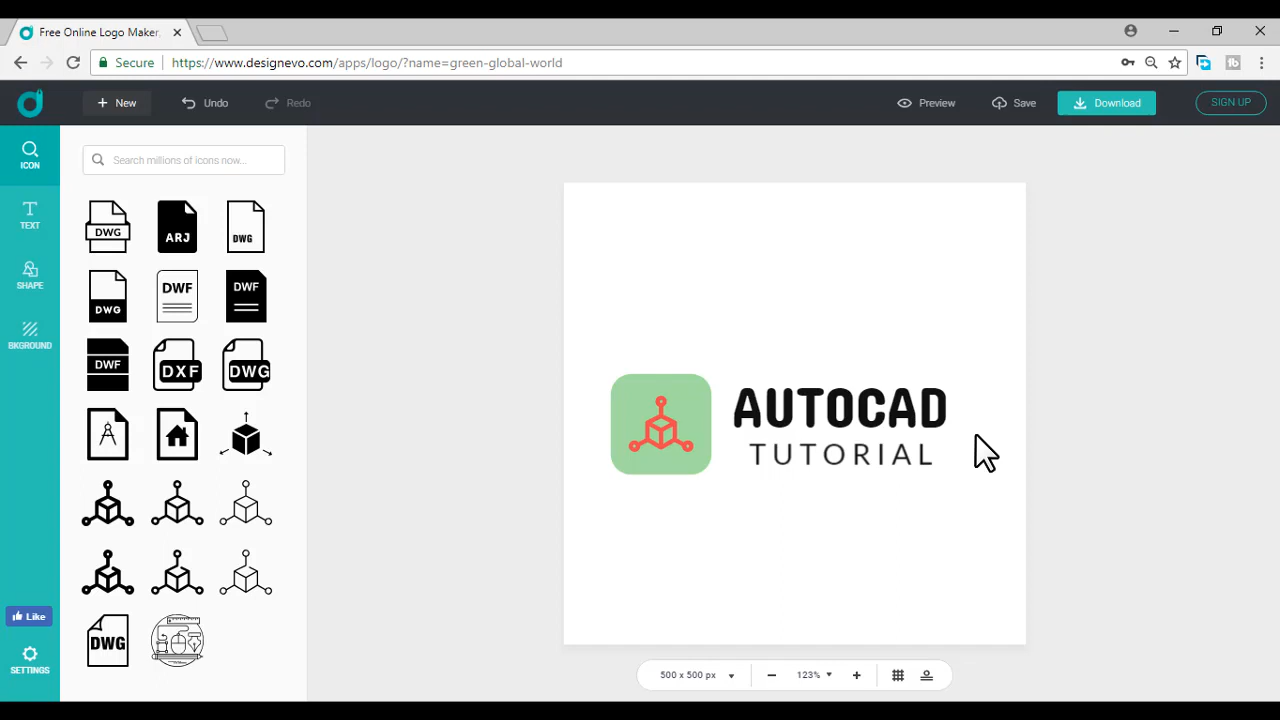 Free Online Logo Maker,
Secure https://www.designevo.com/apps/logo/?name=green-global-world
New Undo Redo Preview Save Download SIGN UP
ICON
Search millions of icons now...
TEXT
SHAPE
BKGROUND
Like
SETTINGS
DWG ARJ DWG
DWG DWF DWF
DWF DXF DWG
DWG
AUTOCAD
TUTORIAL
500 x 500 px 123%